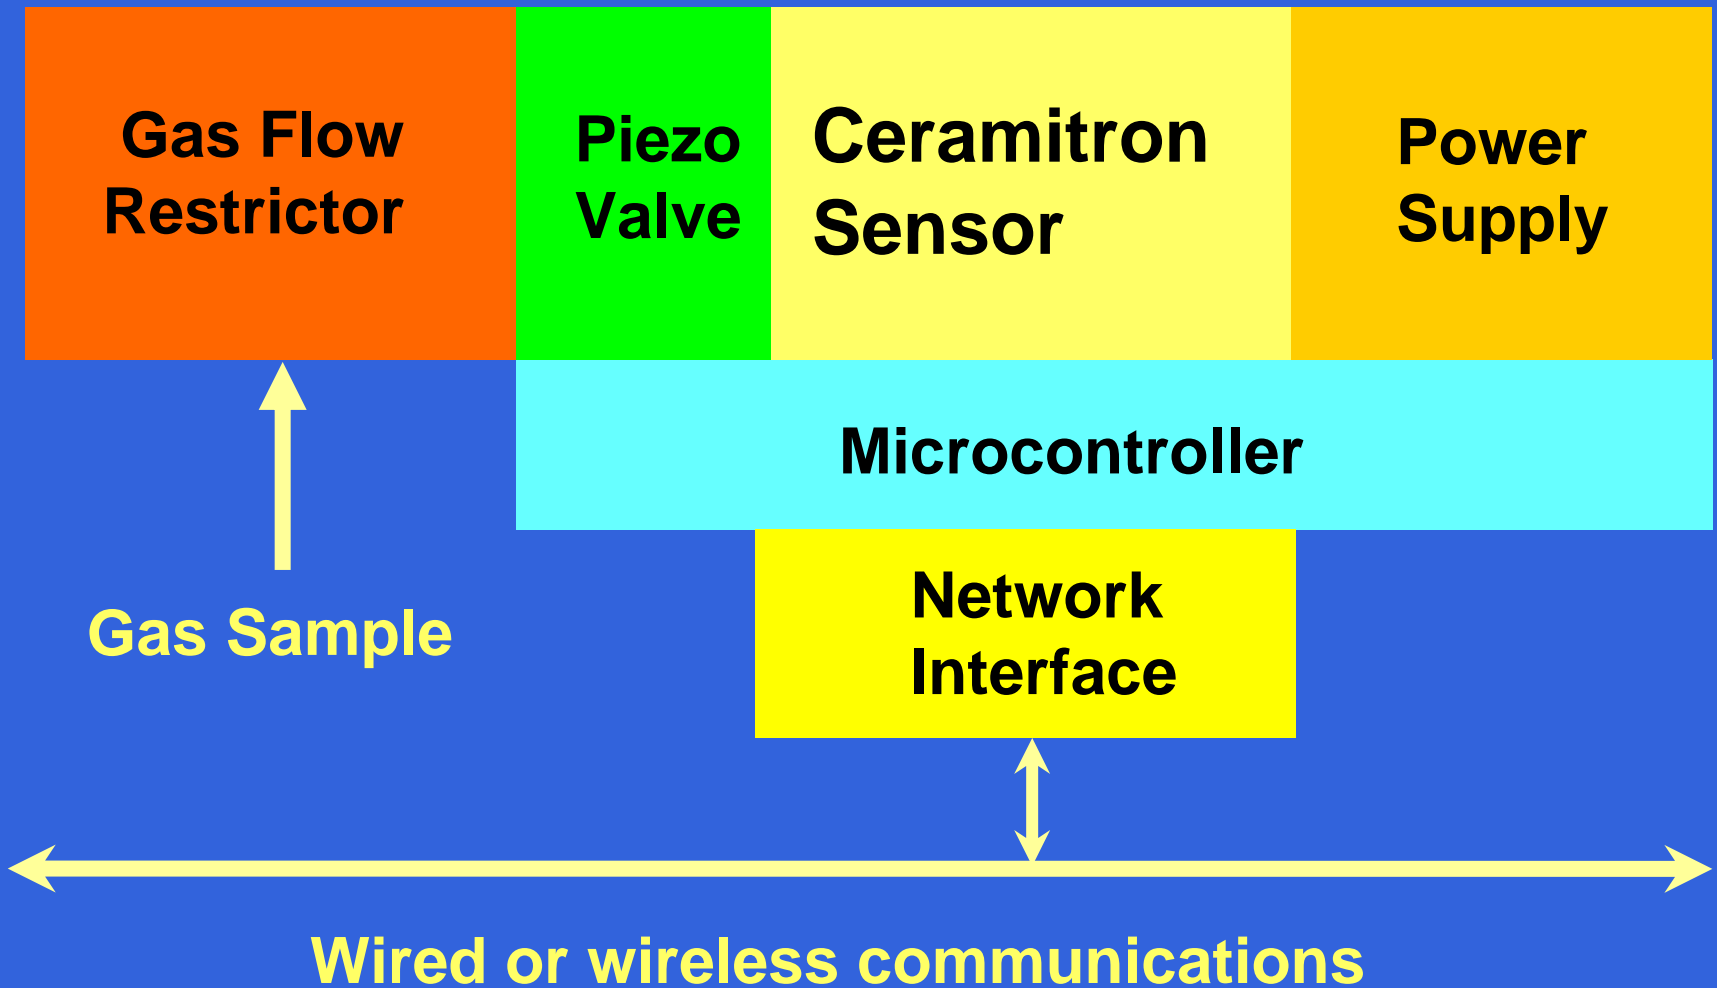 Gas Flow
Restrictor
Piezo
Valve
Ceramitron
Sensor
Power
Supply
Microcontroller
Network
Interface
Gas Sample
Wired or wireless communications